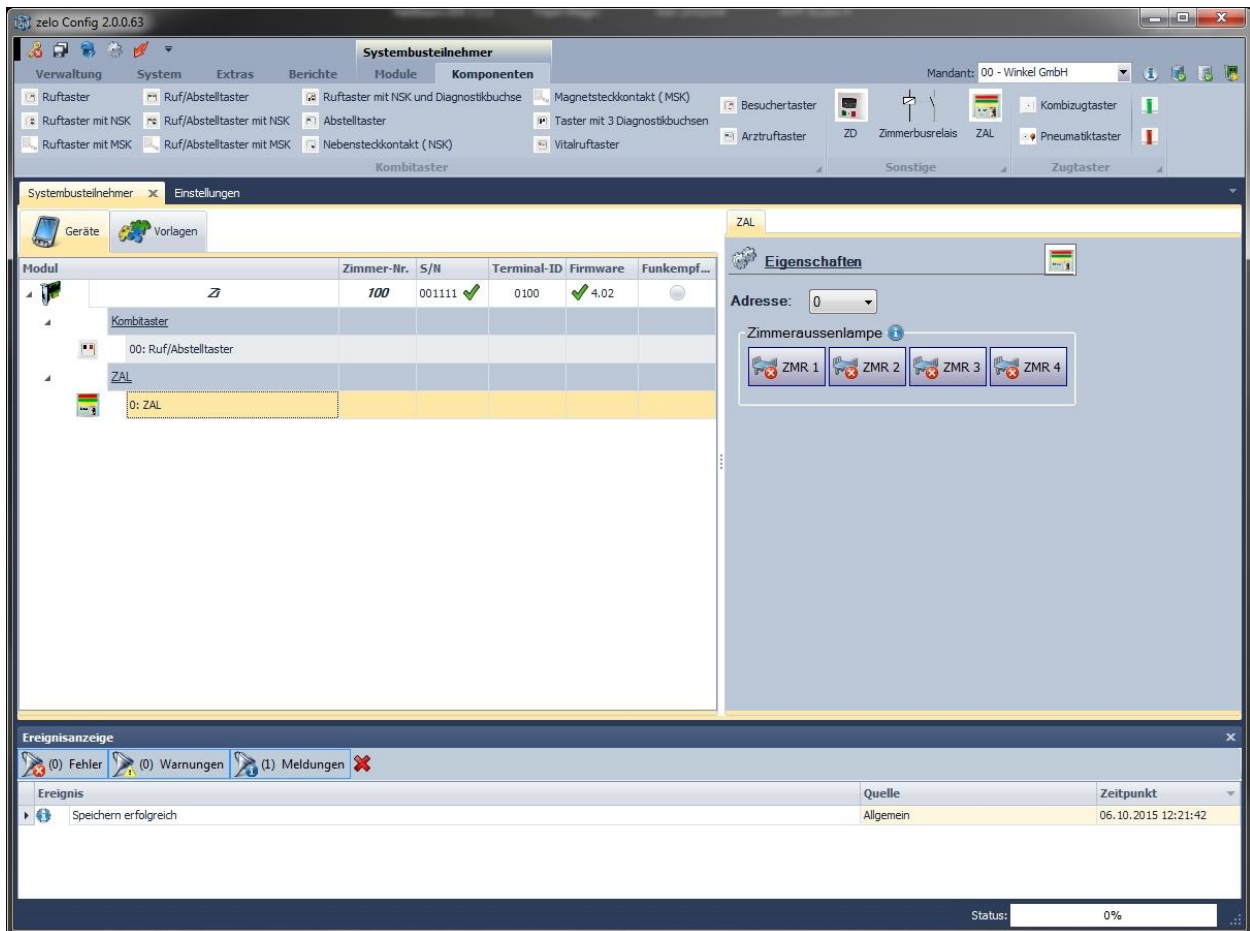 zelo Config 2.0.0.63
Systembusteilnehmer
Verwaltung System Extras Berichte Module Komponenten Mandant: 00 - Winkel GmbH
Ruftaster Ruf/Abstelltaster Ruftaster mit NSK und Diagnostikbuchse Magnetsteckkontakt ( MSK)
Ruftaster mit NSK Ruf/Abstelltaster mit NSK Abstelltaster Taster mit 3 Diagnostikbuchsen
Ruftaster mit MSK Ruf/Abstelltaster mit MSK Nebensteckkontakt ( NSK) Vitalruftaster
Kombitaster
Besuchertaster
Arztruftaster
ZD Zimmerbusrelais ZAL
Sonstige
Kombizugtaster
Pneumatiktaster
Zugtaster
Systembusteilnehmer Einstellungen
Geräte Vorlagen
Modul Zimmer-Nr. S/N Terminal-ID Firmware Funkempf...
Zi 100 001111 0100 4.02
Kombitaster
00: Ruf/Abstelltaster
ZAL
0: ZAL
ZAL
Eigenschaften
Adresse: 0
Zimmeraussenlampe
ZMR 1 ZMR 2 ZMR 3 ZMR 4
Ereignisanzeige
(0) Fehler (0) Warnungen (1) Meldungen
Ereignis Quelle Zeitpunkt
Speichern erfolgreich Allgemein 06.10.2015 12:21:42
Status: 0%